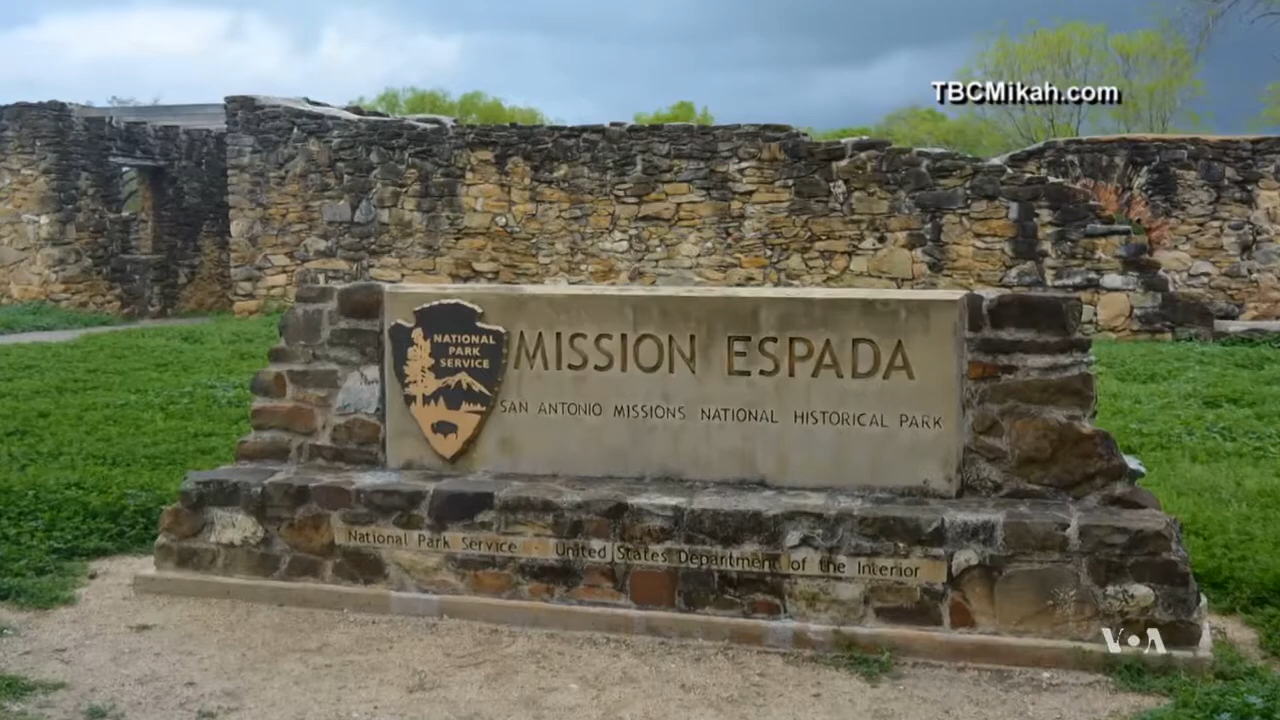 TBCMikah.com
NATIONAL
PARK
SERVICE
MISSION ESPADA
SAN ANTONIO MISSIONS NATIONAL HISTORICAL PARK
National Park Service · United States Department of the Interior
VOA